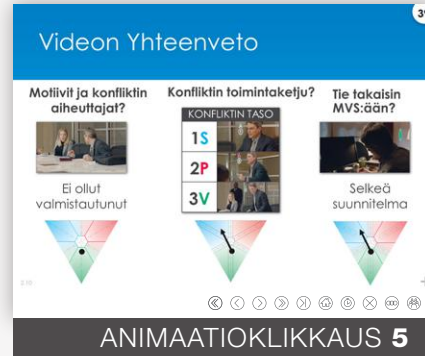 Videon Yhteenveto
Motiivit ja konfliktin
aiheuttajat?
Ei ollut
valmistautunut
Konfliktin toimintaketju?
KONFLIKTIN TASO
1S
2P
3V
Tie takaisin
MVS:ään?
Selkeä
suunnitelma
ANIMAATIOKLIKKAUS 5